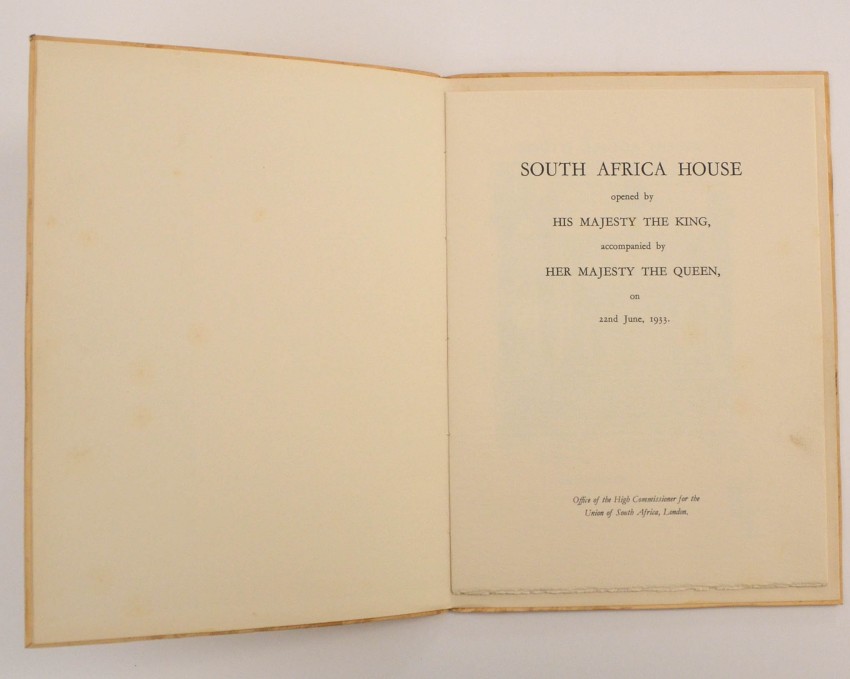 SOUTH AFRICA HOUSE
opened by
HIS MAJESTY THE KING,
accompanied by
HER MAJESTY THE QUEEN,
on
22nd June, 1933.
Office of the High Commissioner for the
Union of South Africa, London.